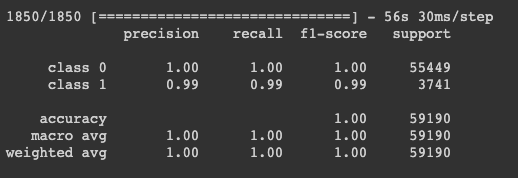 1850/1850 [==============================] - 56s 30ms/step
precision recall f1-score support
class 0 1.00 1.00 1.00 55449
class 1 0.99 0.99 0.99 3741
accuracy 1.00 59190
macro avg 1.00 1.00 1.00 59190
weighted avg 1.00 1.00 1.00 59190